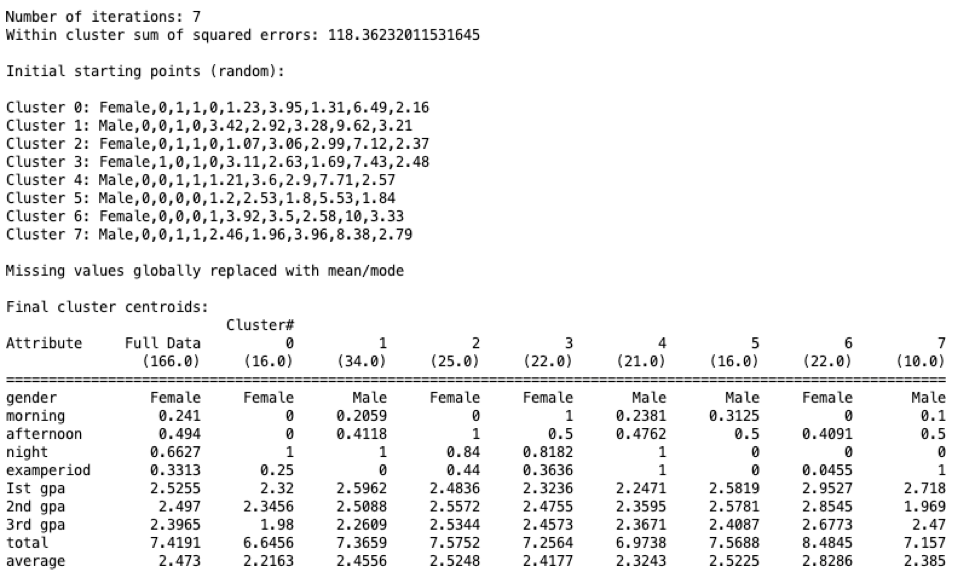 Number of iterations: 7
Within cluster sum of squared errors: 118.36232011531645
Initial starting points (random):
Cluster 0: Female,0,1,1,0,1.23,3.95,1.31,6.49,2.16
Cluster 1: Male,0,0,1,0,3.42,2.92,3.28,9.62,3.21
Cluster 2: Female,0,1,1,0,1.07,3.06,2.99,7.12,2.37
Cluster 3: Female,1,0,1,0,3.11,2.63,1.69,7.43,2.48
Cluster 4: Male,0,0,1,1,1.21,3.6,2.9,7.71,2.57
Cluster 5: Male,0,0,0,0,1.2,2.53,1.8,5.53,1.84
Cluster 6: Female,0,0,0,1,3.92,3.5,2.58,10,3.33
Cluster 7: Male,0,0,1,1,2.46,1.96,3.96,8.38,2.79
Missing values globally replaced with mean/mode
Final cluster centroids:
Cluster#
Attribute Full Data 0 1 2 3 4 5 6 7
(166.0) (16.0) (34.0) (25.0) (22.0) (21.0) (16.0) (22.0) (10.0)
gender Female Female Male Female Female Male Male Female Male
morning 0.241 0 0.2059 0 1 0.2381 0.3125 0 0.1
afternoon 0.494 0 0.4118 1 0.5 0.4762 0.5 0.4091 0.5
night 0.6627 1 1 0.84 0.8182 1 0 0 0
examperiod 0.3313 0.25 0 0.44 0.3636 1 0 0.0455 1
Ist gpa 2.5255 2.32 2.5962 2.4836 2.3236 2.2471 2.5819 2.9527 2.718
2nd gpa 2.497 2.3456 2.5088 2.5572 2.4755 2.3595 2.5781 2.8545 1.969
3rd gpa 2.3965 1.98 2.2609 2.5344 2.4573 2.3671 2.4087 2.6773 2.47
total 7.4191 6.6456 7.3659 7.5752 7.2564 6.9738 7.5688 8.4845 7.157
average 2.473 2.2163 2.4556 2.5248 2.4177 2.3243 2.5225 2.8286 2.385